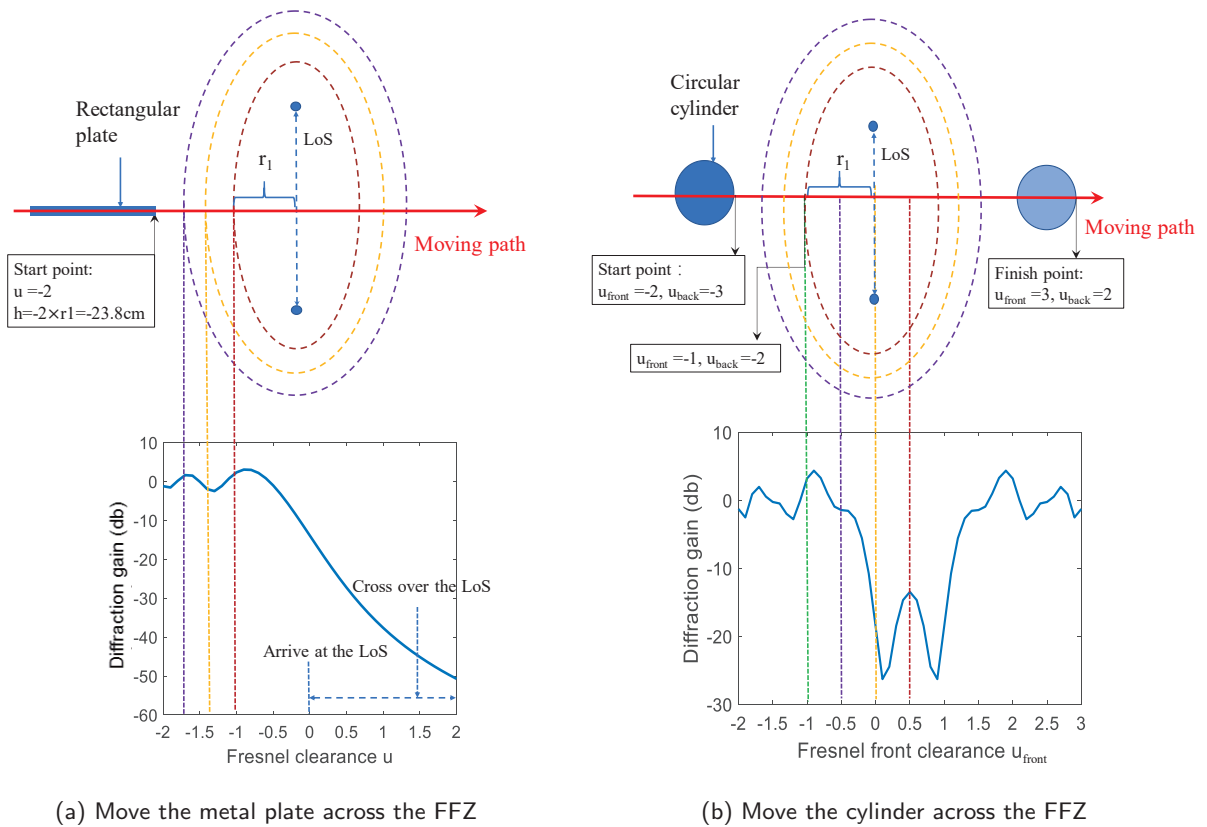 Rectangular
plate
LoS
r1
Moving path
Start point:
u =-2
h=-2×r1=-23.8cm
10
0
-10
-20
-30
-40
-50
-60
Diffraction gain (db)
Cross over the LoS
Arrive at the LoS
-2 -1.5 -1 -0.5 0 0.5 1 1.5 2
Fresnel clearance u
(a) Move the metal plate across the FFZ
Circular
cylinder
LoS
r1
Moving path
Start point :
ufront =-2, uback=-3
Finish point:
ufront =3, uback=2
ufront =-1, uback=-2
10
0
-10
-20
-30
Diffraction gain (db)
-2 -1.5 -1 -0.5 0 0.5 1 1.5 2 2.5 3
Fresnel front clearance ufront
(b) Move the cylinder across the FFZ